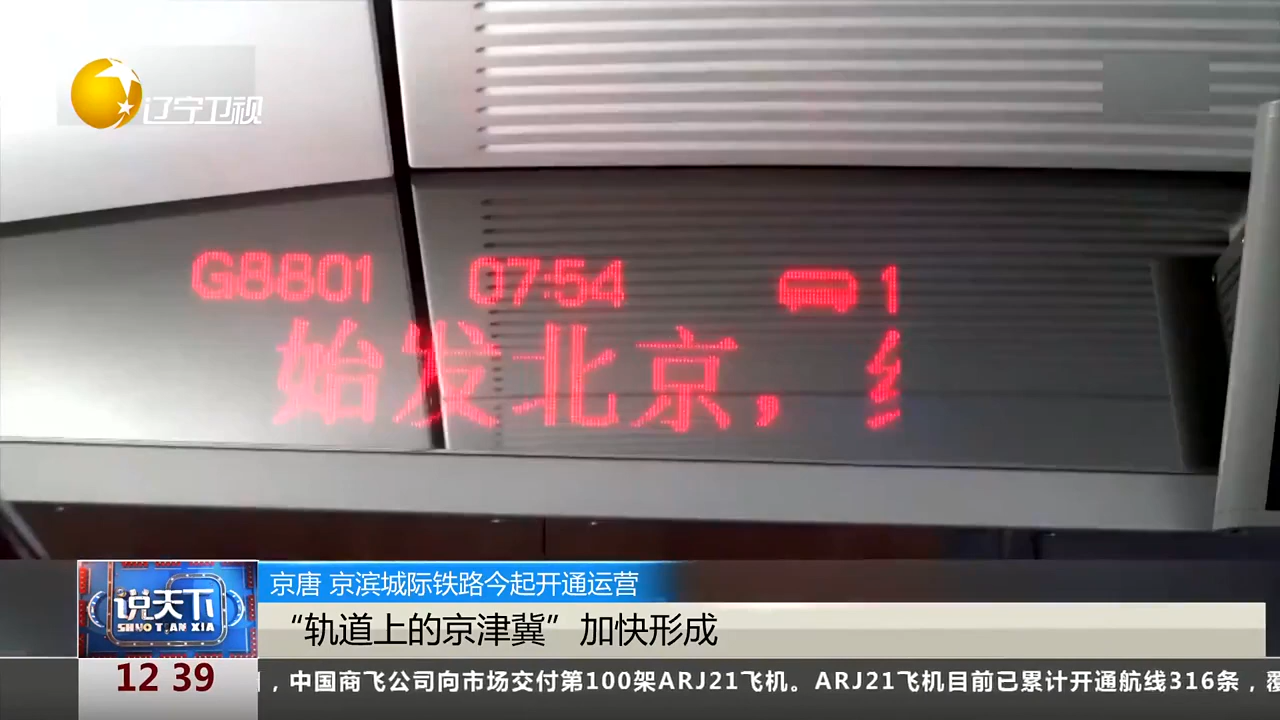 辽宁卫视
G8801 07:54 1
始发北京，
京唐 京滨城际铁路今起开通运营
说天下
SHUO TIAN XIA
“轨道上的京津冀”加快形成
12 39
，中国商飞公司向市场交付第100架ARJ21飞机。ARJ21飞机目前已累计开通航线316条，覆